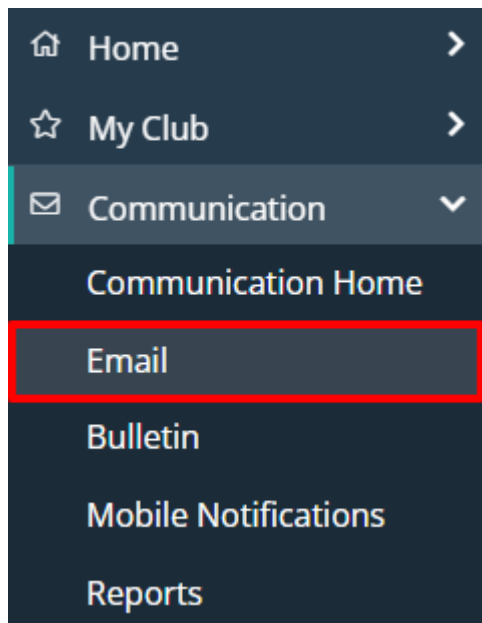 Home
My Club
Communication
Communication Home
Email
Bulletin
Mobile Notifications
Reports